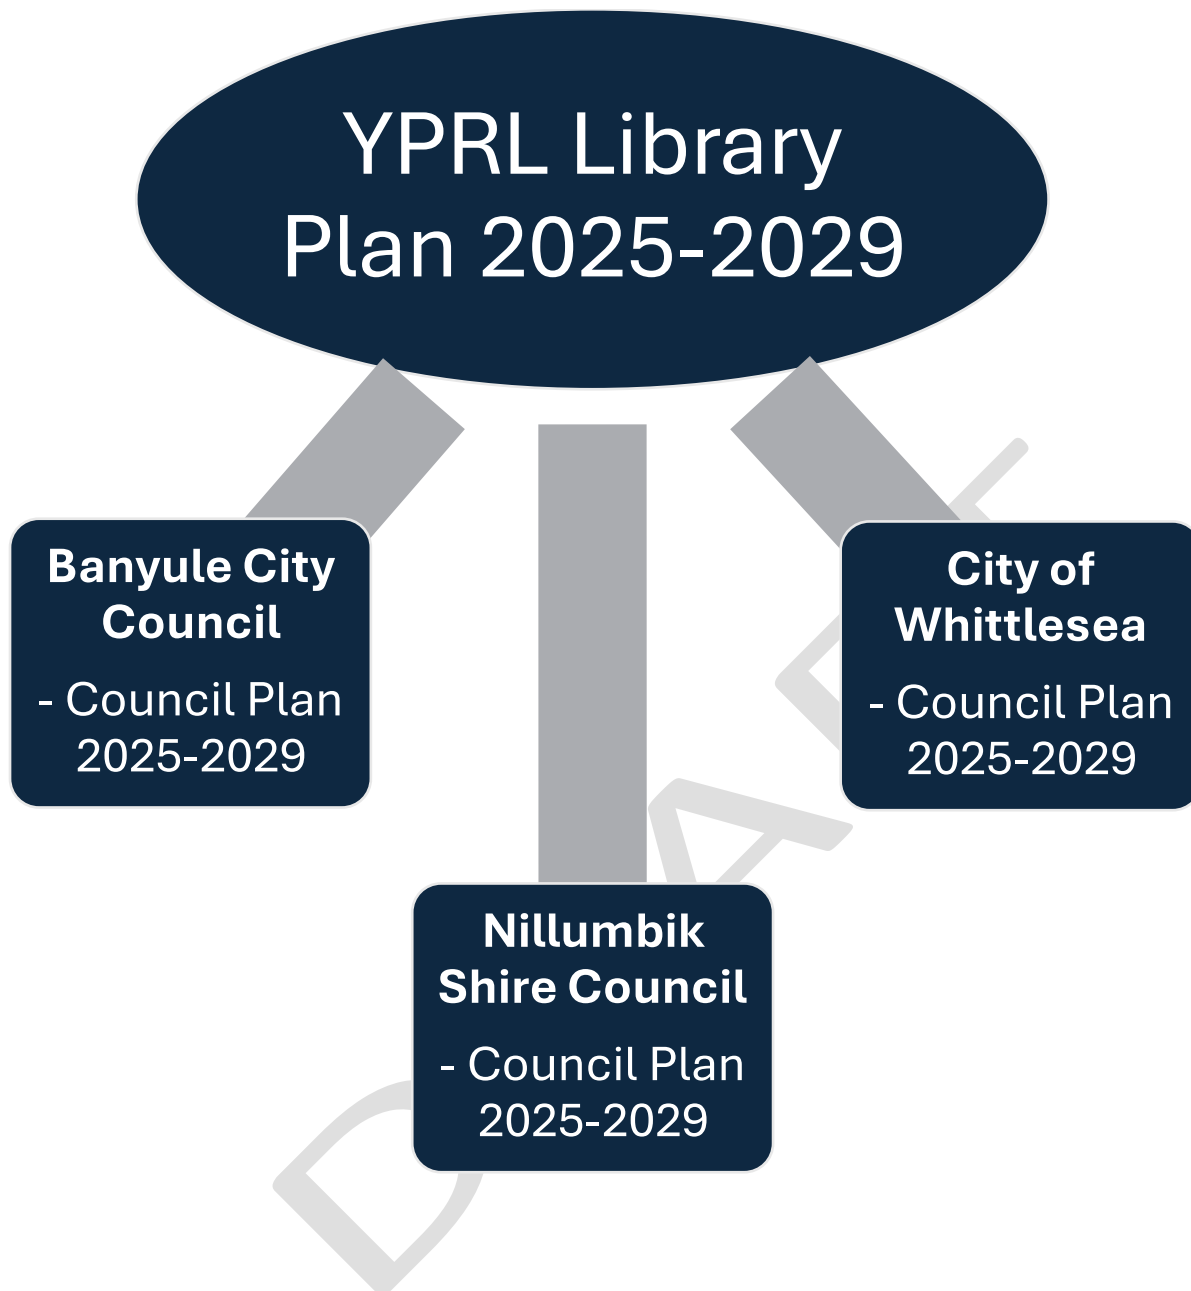 YPRL Library
Plan 2025-2029
Banyule City
Council
- Council Plan
2025-2029
City of
Whittlesea
- Council Plan
2025-2029
Nillumbik
Shire Council
- Council Plan
2025-2029
DRAFT